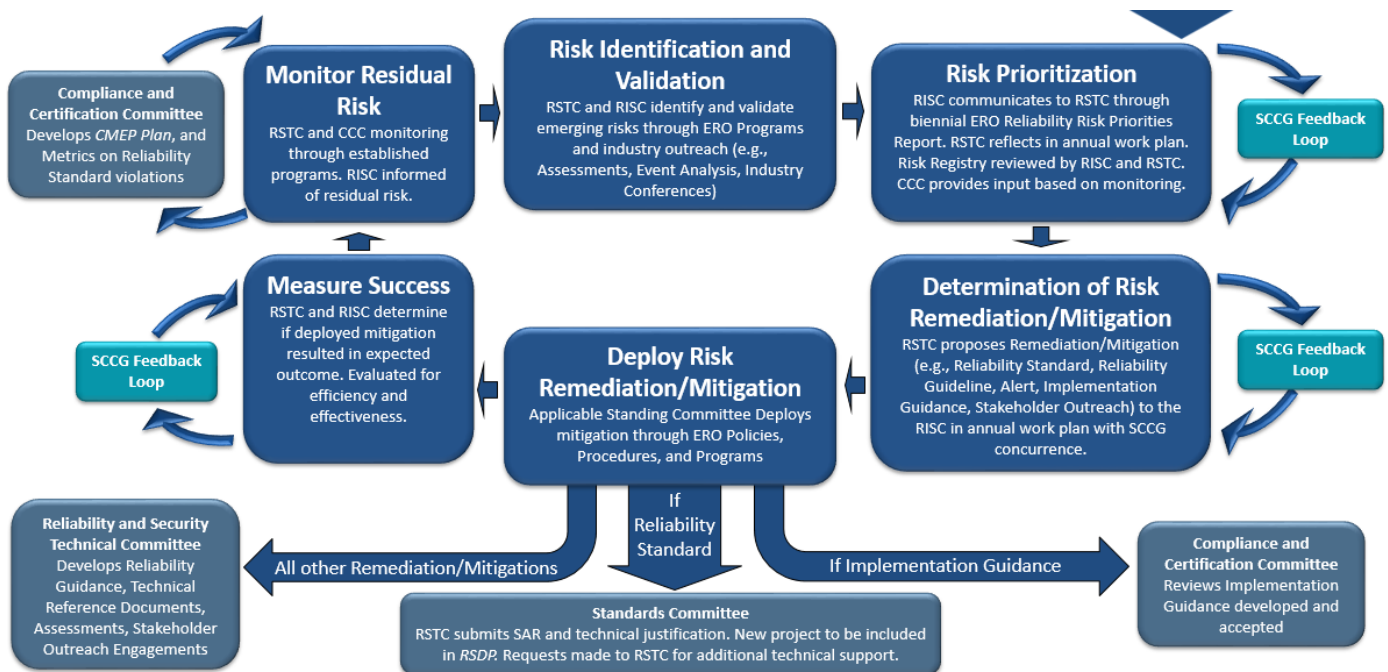 Compliance and
Certification Committee
Develops CMEP Plan, and
Metrics on Reliability
Standard violations
Monitor Residual
Risk
RSTC and CCC monitoring
through established
programs. RISC informed
of residual risk.
Risk Identification and
Validation
RSTC and RISC identify and validate
emerging risks through ERO Programs
and industry outreach (e.g.,
Assessments, Event Analysis, Industry
Conferences)
Risk Prioritization
RISC communicates to RSTC through
biennial ERO Reliability Risk Priorities
Report. RSTC reflects in annual work plan.
Risk Registry reviewed by RISC and RSTC.
CCC provides input based on monitoring.
SCCG Feedback
Loop
SCCG Feedback
Loop
Measure Success
RSTC and RISC determine
if deployed mitigation
resulted in expected
outcome. Evaluated for
efficiency and
effectiveness.
Deploy Risk
Remediation/Mitigation
Applicable Standing Committee Deploys
mitigation through ERO Policies,
Procedures, and Programs
Determination of Risk
Remediation/Mitigation
RSTC proposes Remediation/Mitigation
(e.g., Reliability Standard, Reliability
Guideline, Alert, Implementation
Guidance, Stakeholder Outreach) to the
RISC in annual work plan with SCCG
concurrence.
SCCG Feedback
Loop
Reliability and Security
Technical Committee
Develops Reliability
Guidance, Technical
Reference Documents,
Assessments, Stakeholder
Outreach Engagements
All other Remediation/Mitigations
If
Reliability
Standard
If Implementation Guidance
Standards Committee
RSTC submits SAR and technical justification. New project to be included
in RSDP. Requests made to RSTC for additional technical support.
Compliance and
Certification Committee
Reviews Implementation
Guidance developed and
accepted